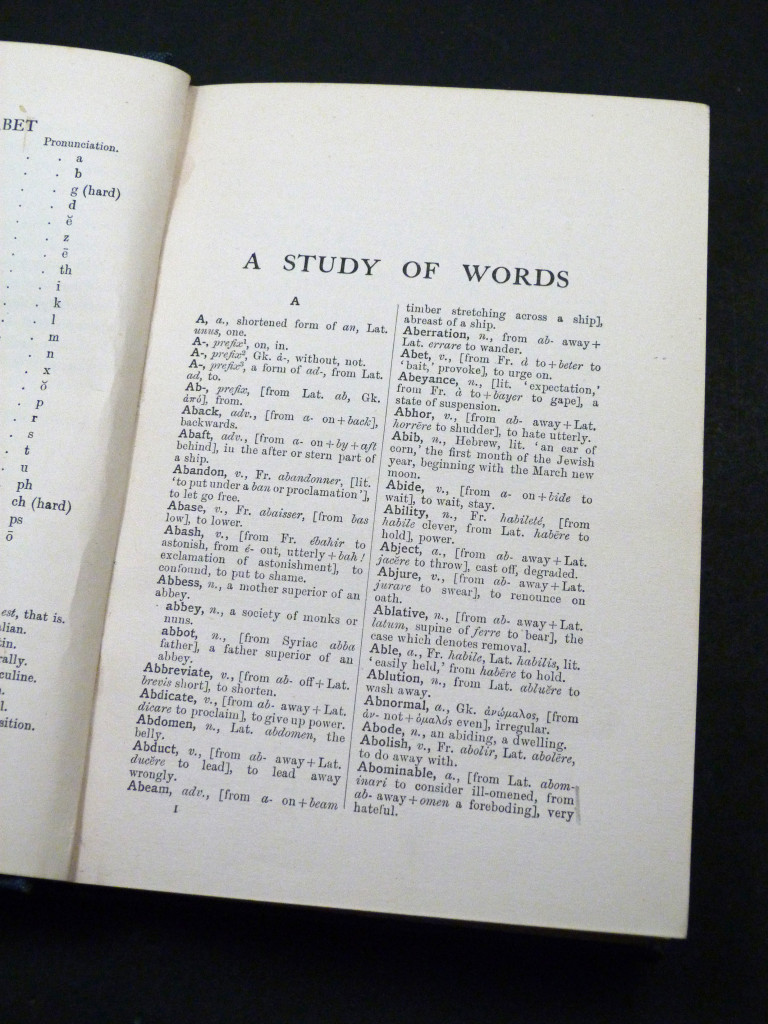 ABET
Pronunciation.
. . a
. . b
. . g (hard)
. . d
. . ĕ
. . z
. . ē
. . th
. . i
. . k
. . l
. . m
. . n
. . x
. . ŏ
. p
. r
. s
. t
. u
. ph
. ch (hard)
. ps
. ō
est, that is.
A STUDY OF WORDS
A
A, a., shortened form of an, Lat.
unus, one.
A-, prefix¹, on, in.
A-, prefix², Gk. ἀ-, without, not.
A-, prefix³, a form of ad-, from Lat.
ad, to.
Ab-, prefix, [from Lat. ab, Gk.
ἀπό], from.
Aback, adv., [from a- on + back],
backwards.
Abaft, adv., [from a- on + by + aft
behind], in the after or stern part of
a ship.
Abandon, v., Fr. abandonner, [lit.
‘to put under a ban or proclamation’],
to let go free.
Abase, v., Fr. abaisser, [from bas
low], to lower.
Abash, v., [from Fr. ébahir to
astonish, from é- out, utterly + bah!
exclamation of astonishment], to
confound, to put to shame.
Abbess, n., a mother superior of an
abbey.
abbey, n., a society of monks or
nuns.
abbot, n., [from Syriac abba
father], a father superior of an
abbey.
Abbreviate, v., [from ab- off + Lat.
brevis short], to shorten.
Abdicate, v., [from ab- away + Lat.
dicare to proclaim], to give up power.
Abdomen, n., Lat. abdomen, the
belly.
Abduct, v., [from ab- away + Lat.
ducĕre to lead], to lead away
wrongly.
Abeam, adv., [from a- on + beam
1
timber stretching across a ship],
abreast of a ship.
Aberration, n., from ab- away +
Lat. errare to wander.
Abet, v., [from Fr. à to + beter to
‘bait,’ provoke], to urge on.
Abeyance, n., [lit. ‘expectation,’
from Fr. à to + bayer to gape], a
state of suspension.
Abhor, v., [from ab- away + Lat.
horrēre to shudder], to hate utterly.
Abib, n., Hebrew, lit. ‘an ear of
corn,’ the first month of the Jewish
year, beginning with the March new
moon.
Abide, v., [from a- on + bide to
wait], to wait, stay.
Ability, n., Fr. habileté, [from
habile clever, from Lat. habēre to
hold], power.
Abject, a., [from ab- away + Lat.
jacĕre to throw], cast off, degraded.
Abjure, v., [from ab- away + Lat.
jurare to swear], to renounce on
oath.
Ablative, n., [from ab- away + Lat.
latum, supine of ferre to bear], the
case which denotes removal.
Able, a., Fr. habile, Lat. habilis, lit.
‘easily held,’ from habēre to hold.
Ablution, n., from Lat. abluĕre to
wash away.
Abnormal, a., Gk. ἀνώμαλος, [from
ἀν- not + ὁμαλός even], irregular.
Abode, n., an abiding, a dwelling.
Abolish, v., Fr. abolir, Lat. abolēre,
to do away with.
Abominable, a., [from Lat. abom-
inari to consider ill-omened, from
ab- away + omen a foreboding], very
hateful.